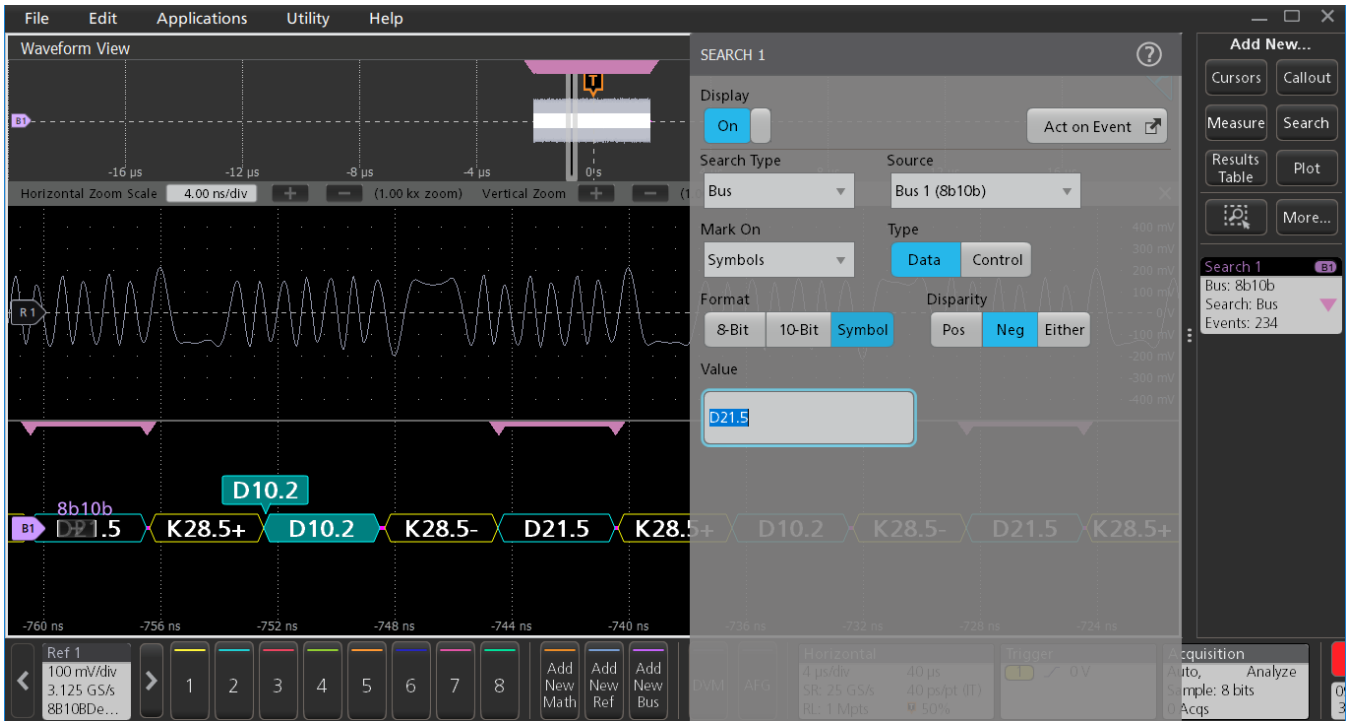 File Edit Applications Utility Help
Waveform View
SEARCH 1
?
Add New...
Cursors Callout
Measure Search
Results Table Plot
More...
Display
On
Act on Event
Search Type Source
Bus Bus 1 (8b10b)
Mark On Type
Symbols Data Control
Format Disparity
8-Bit 10-Bit Symbol Pos Neg Either
Value
D21.5
T
B1
-16 µs -12 µs -8 µs -4 µs 0 s
Horizontal Zoom Scale 4.00 ns/div + − (1.00 kx zoom) Vertical Zoom + −
400 mV
300 mV
200 mV
100 mV
0 V
-100 mV
-200 mV
-300 mV
-400 mV
R 1
Search 1 B1
Bus: 8b10b
Search: Bus
Events: 234
D10.2
8b10b
B1 D21.5 K28.5+ D10.2 K28.5- D21.5 K28.5+ D10.2 K28.5- D21.5 K28.5+
-760 ns -756 ns -752 ns -748 ns -744 ns -740 ns -736 ns -732 ns -728 ns -724 ns
Ref 1
100 mV/div
3.125 GS/s
8B10BDe...
1 2 3 4 5 6 7 8
Add New Math
Add New Ref
Add New Bus
DVM AFG
Horizontal
4 µs/div 40 µs
SR: 25 GS/s 40 ps/pt (IT)
RL: 1 Mpts 50%
Trigger
1 0 V
Acquisition
Auto, Analyze
Sample: 8 bits
0 Acqs